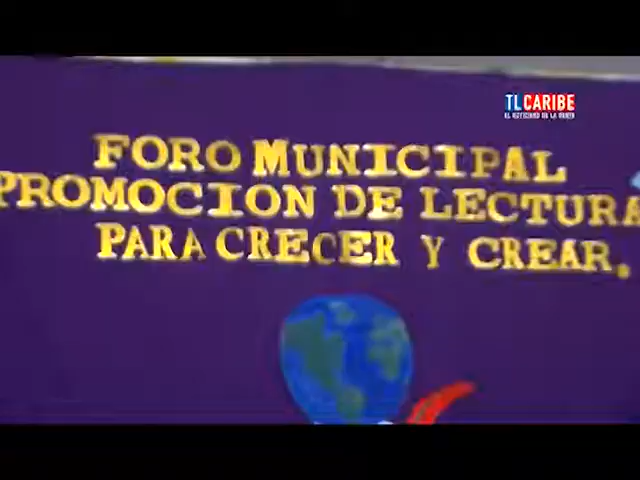 TLCARIBE
FORO MUNICIPAL
PROMOCION DE LECTURA
PARA CRECER Y CREAR.